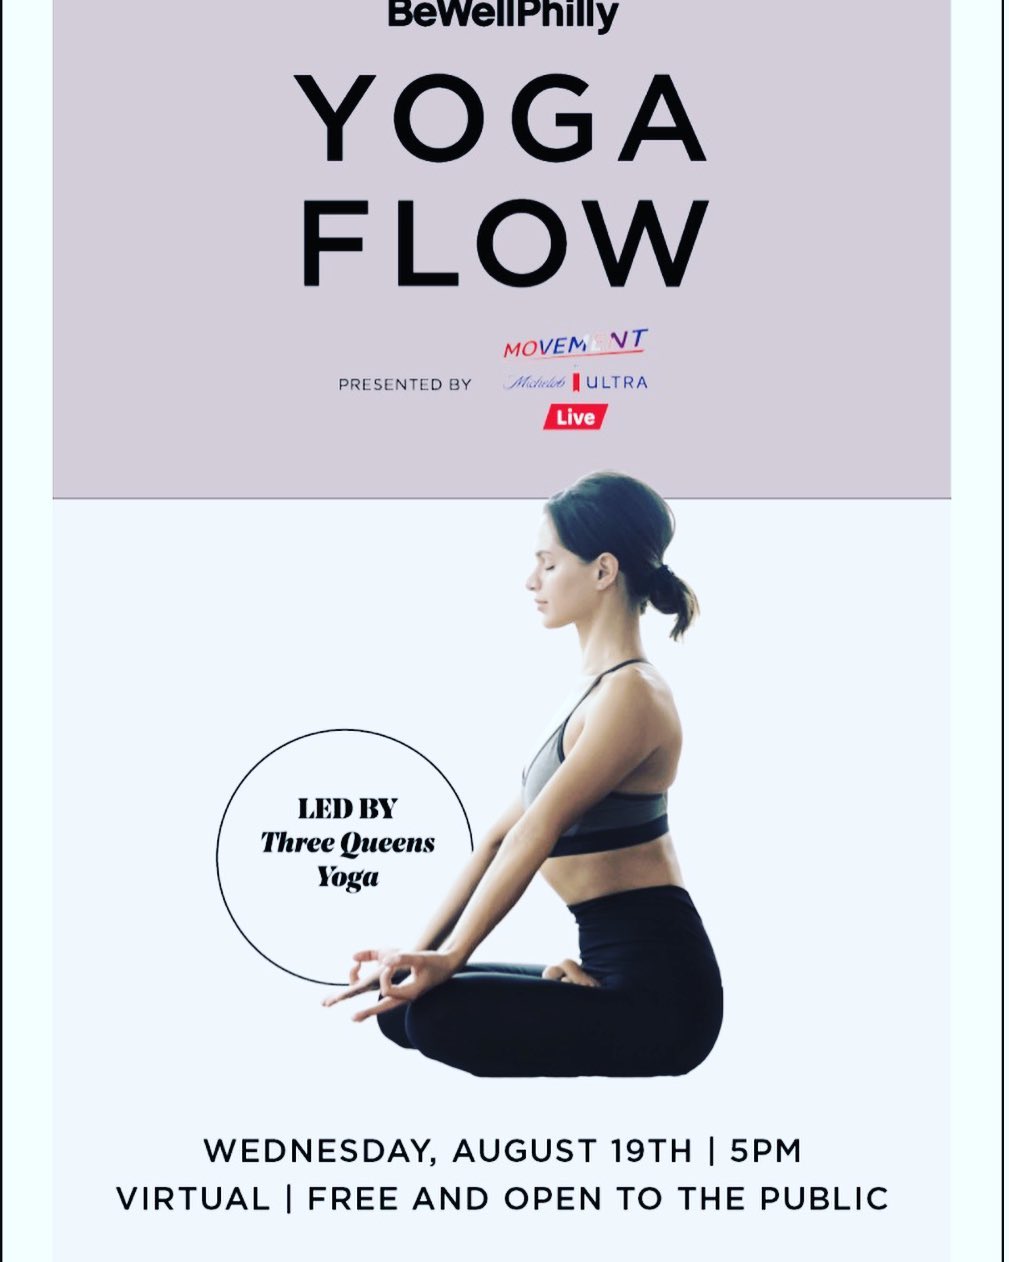 BeWellPhilly
YOGA
FLOW
MOVEMENT
PRESENTED BY Michelob ULTRA
Live
LED BY
Three Queens
Yoga
WEDNESDAY, AUGUST 19TH | 5PM
VIRTUAL | FREE AND OPEN TO THE PUBLIC